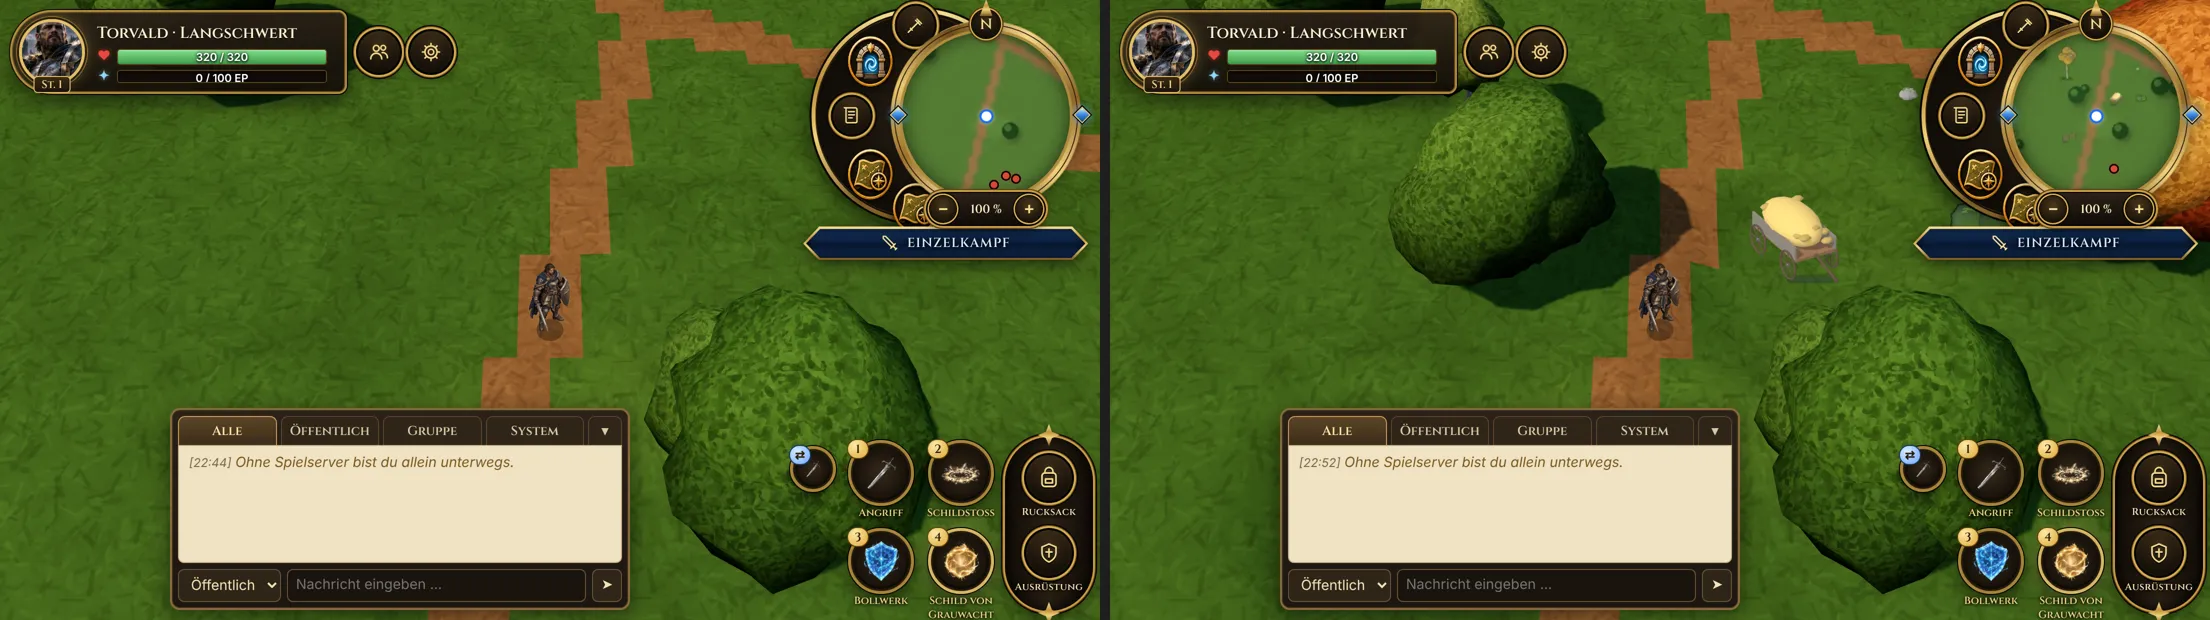 TORVALD · LANGSCHWERT
320 / 320
0 / 100 EP
ST. 1
N
100 %
EINZELKAMPF
ALLE
ÖFFENTLICH
GRUPPE
SYSTEM
▼
[22:44] Ohne Spielserver bist du allein unterwegs.
Öffentlich
Nachricht eingeben ...
1
ANGRIFF
2
SCHILDSTOSS
3
BOLLWERK
4
SCHILD VON
GRAUWACHT
RUCKSACK
AUSRÜSTUNG
TORVALD · LANGSCHWERT
320 / 320
0 / 100 EP
ST. 1
N
100 %
EINZELKAMPF
ALLE
ÖFFENTLICH
GRUPPE
SYSTEM
▼
[22:52] Ohne Spielserver bist du allein unterwegs.
Öffentlich
Nachricht eingeben ...
1
ANGRIFF
2
SCHILDSTOSS
3
BOLLWERK
4
SCHILD VON
GRAUWACHT
RUCKSACK
AUSRÜSTUNG